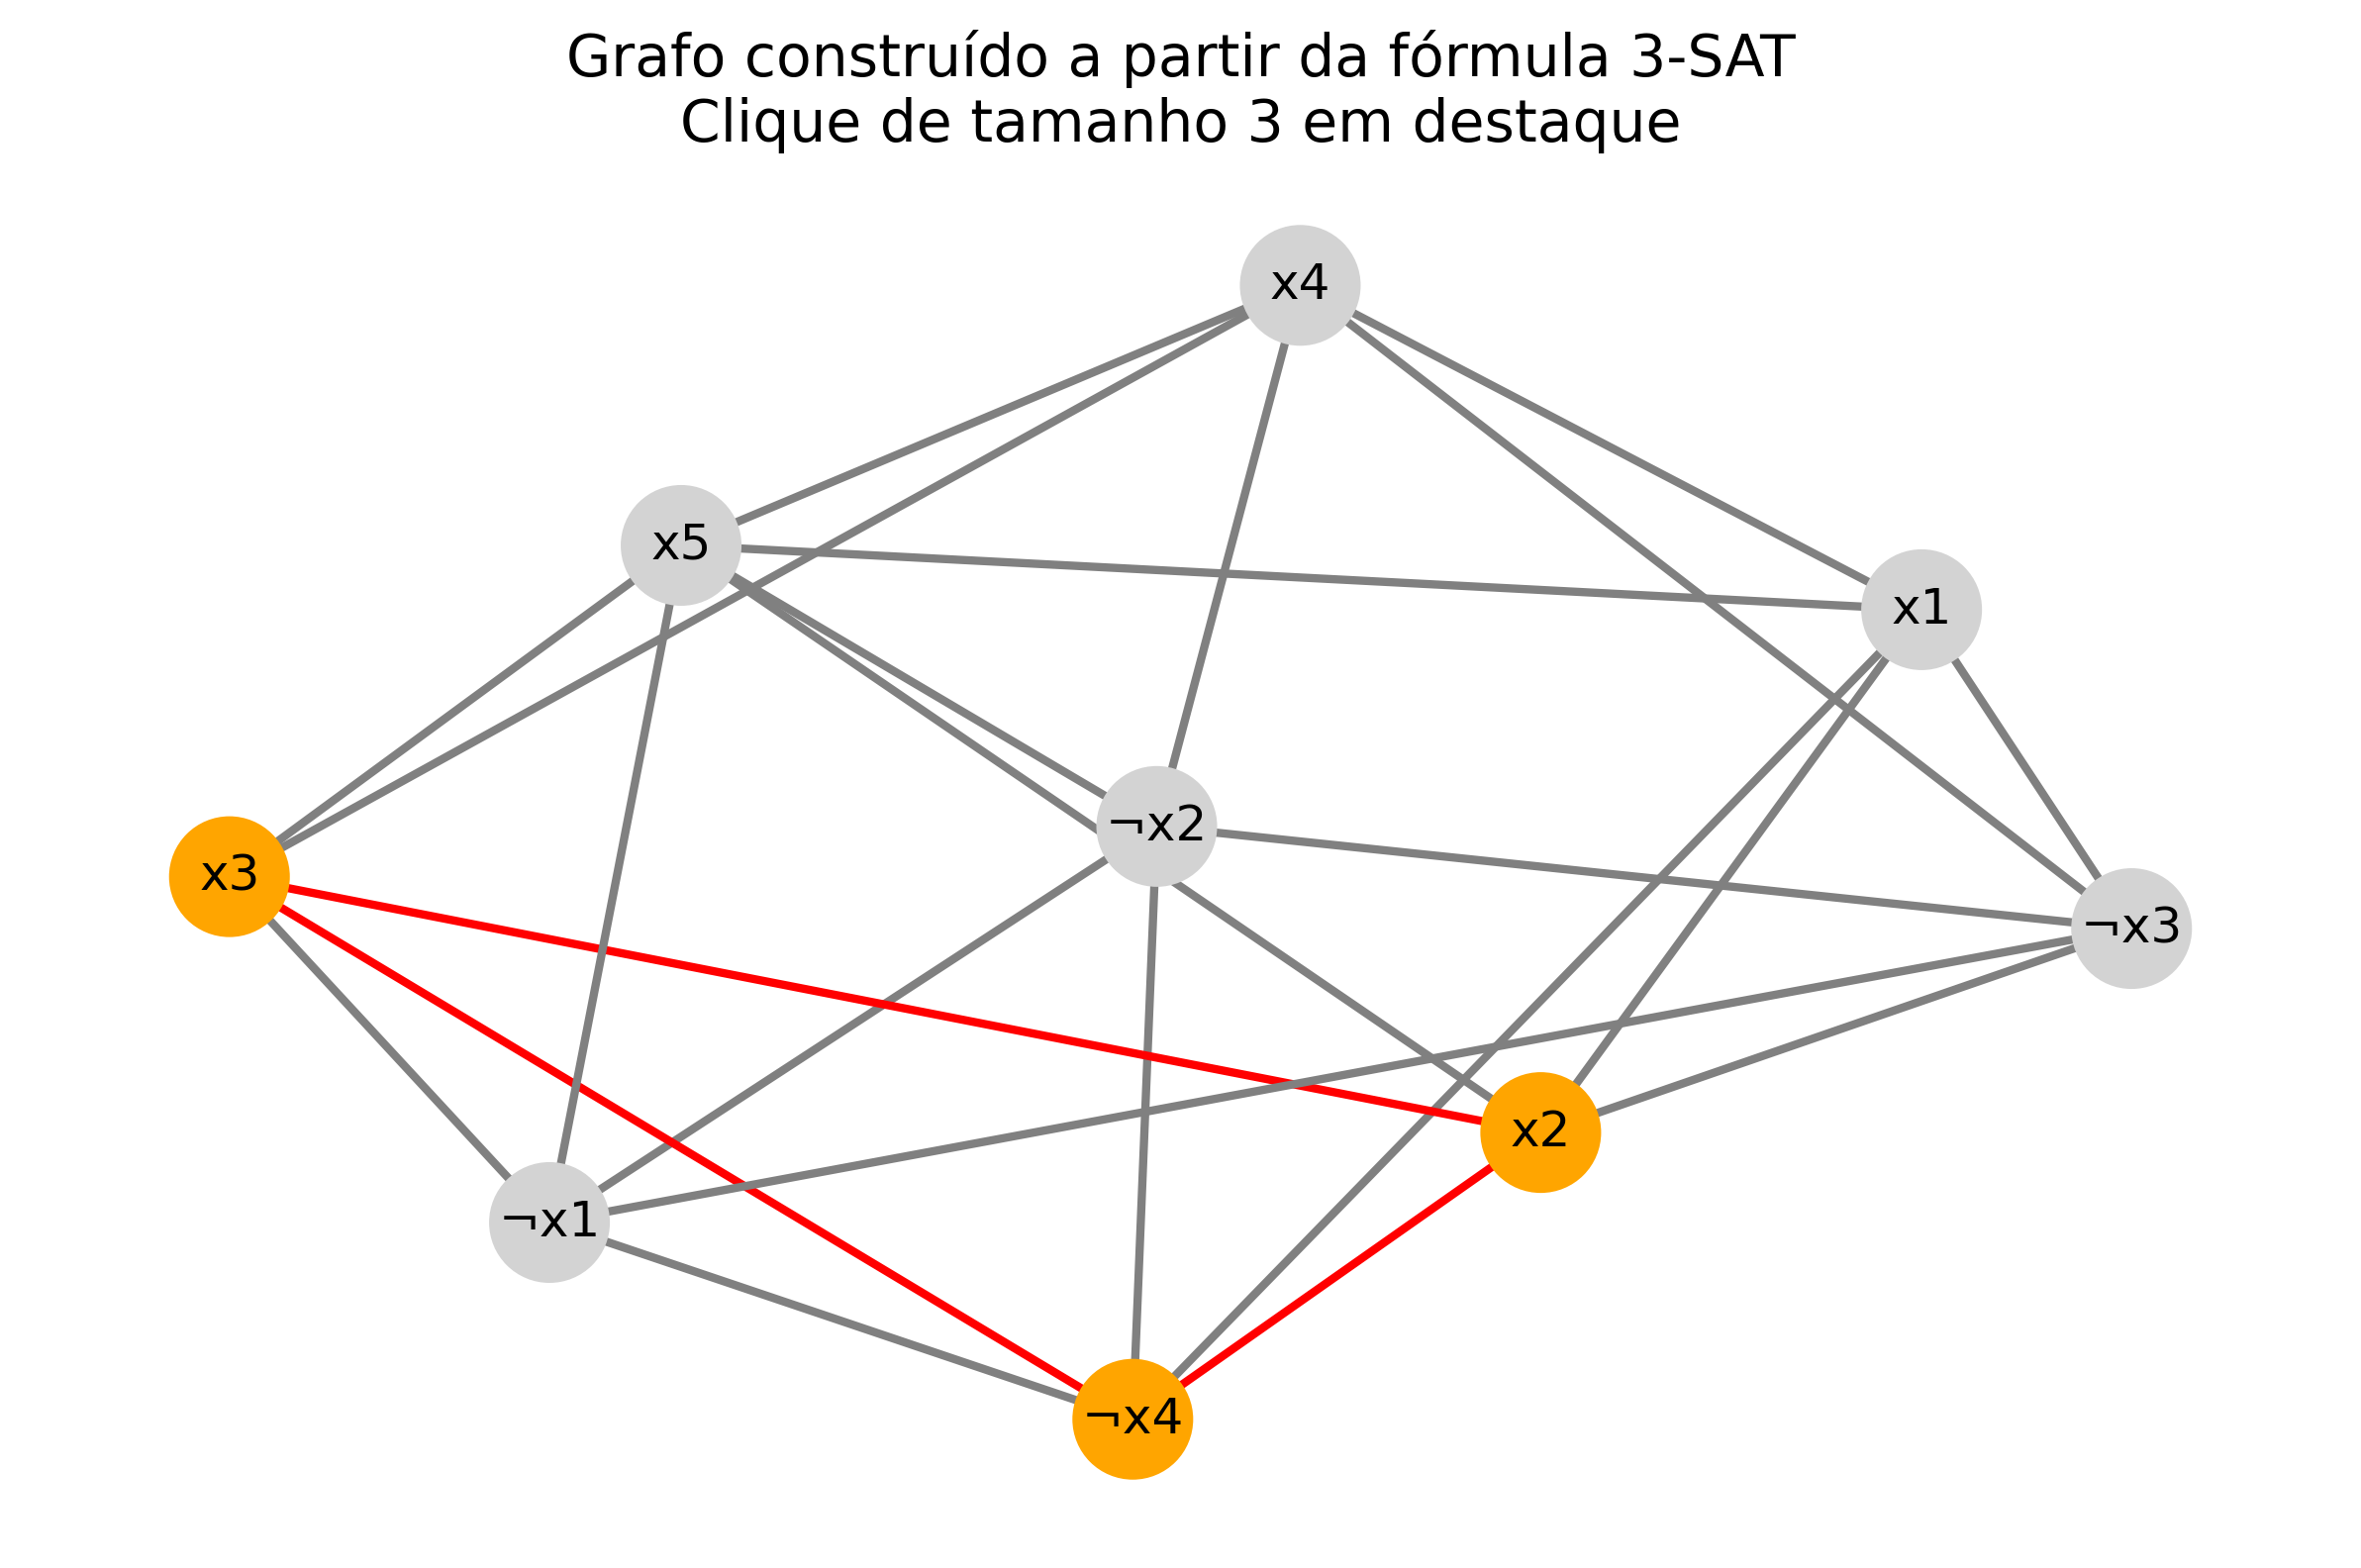 Grafo construído a partir da fórmula 3-SAT
Clique de tamanho 3 em destaque
x4
x5
x1
¬x2
x3
¬x3
x2
¬x1
¬x4